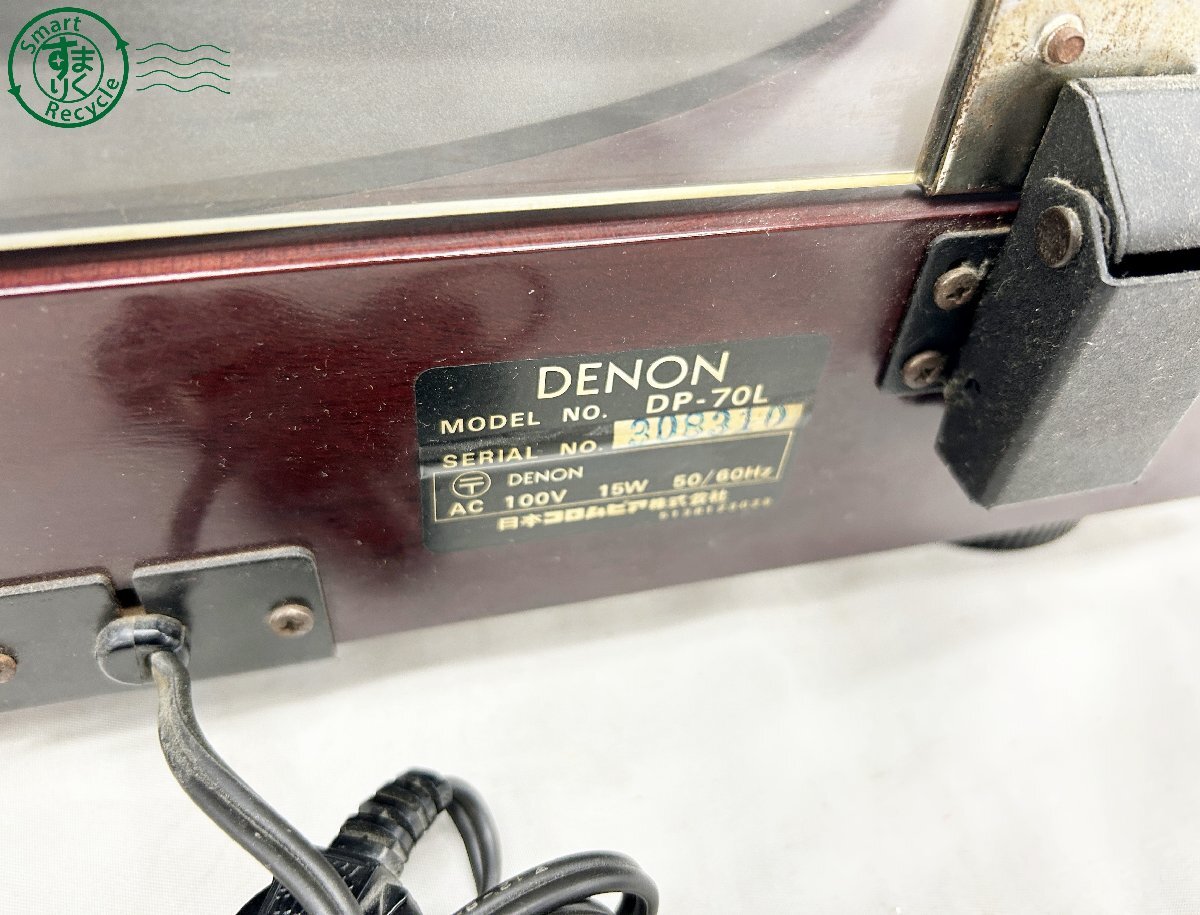 Smart
すまりく
Recycle
DENON
MODEL NO. DP-70L
SERIAL NO. 308310
〒 DENON
AC 100V 15W 50/60Hz
日本コロムビア株式会社